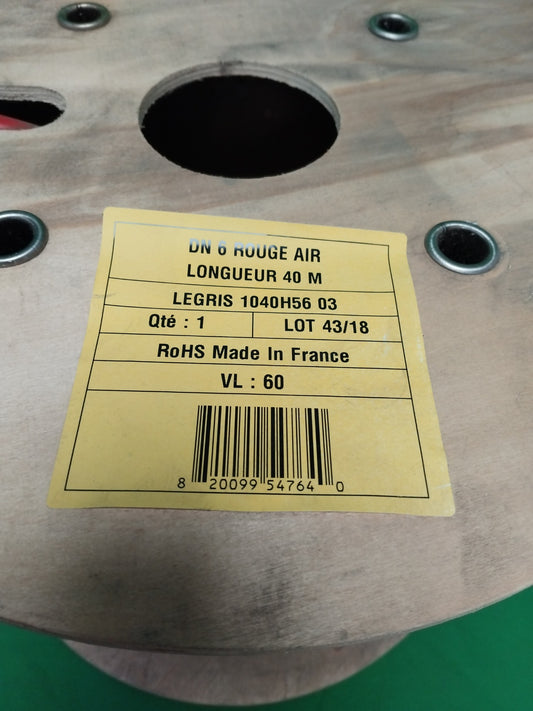 DN 6 ROUGE AIR
LONGUEUR 40 M
LEGRIS 1040H56 03
Qté : 1 LOT 43/18
RoHS Made In France
VL : 60
8 20099 54764 0